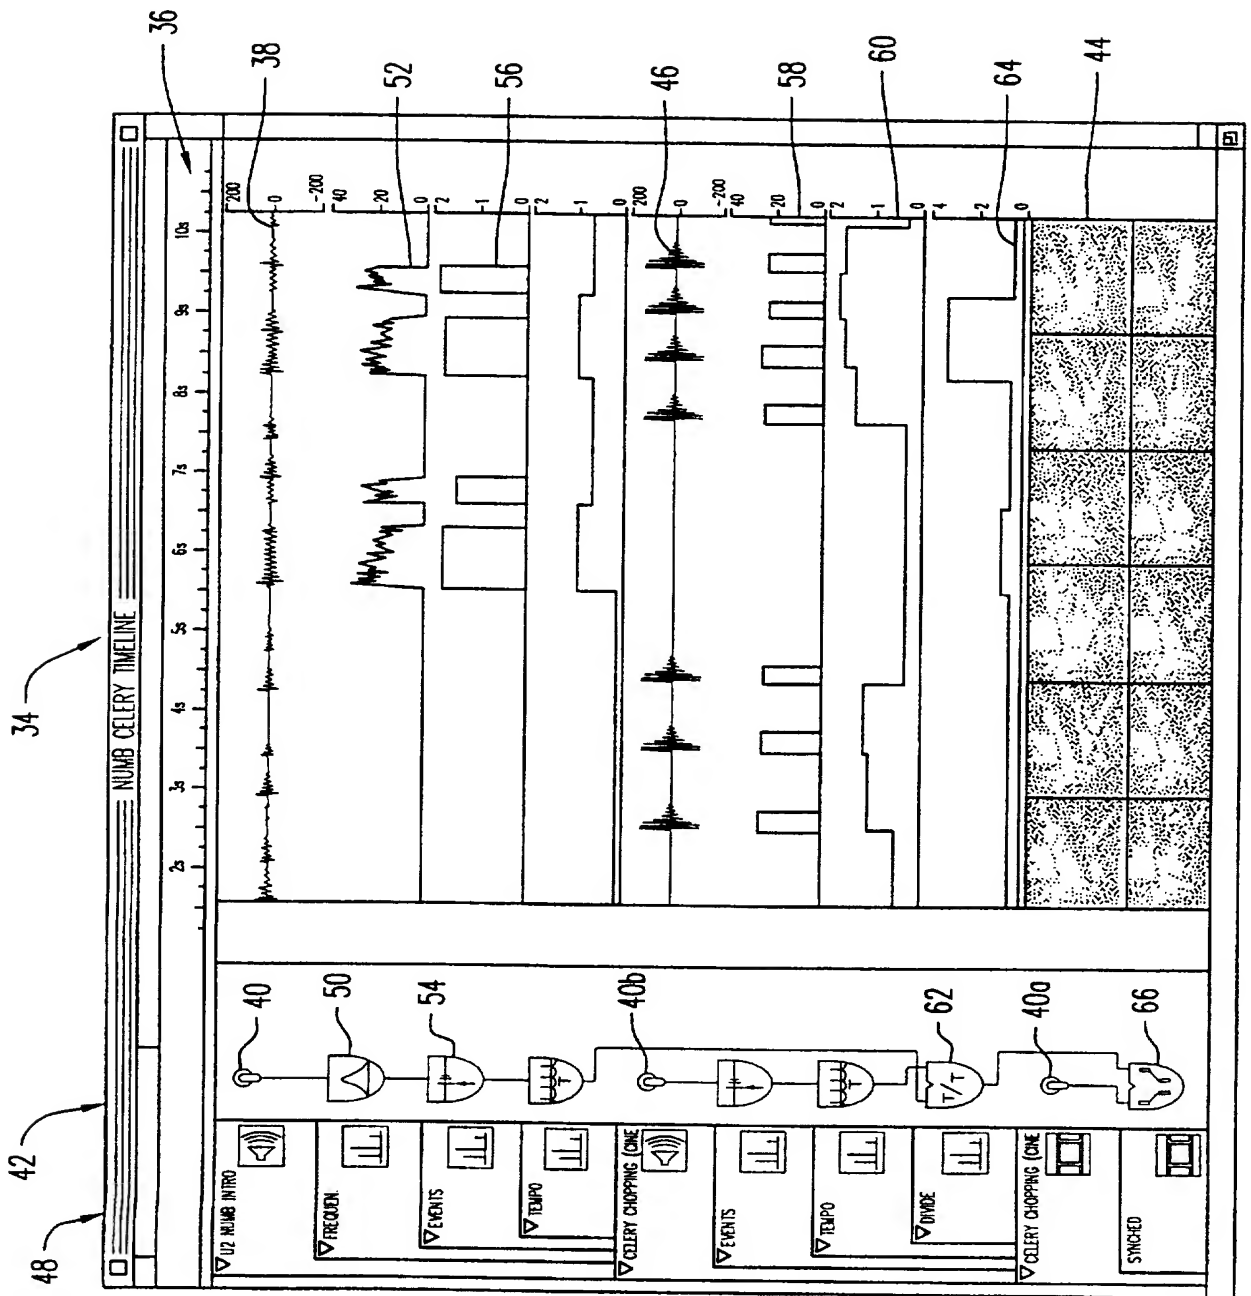 34
NUMB CELERY TIMELINE
48
42
36
2s
3s
4s
5s
6s
7s
8s
9s
10s
U2 NUMB INTRO
40
200
0
-200
38
FREQUEN.
50
40
20
0
52
EVENTS
54
2
1
0
56
TEMPO
T
2
1
0
CELERY CHOPPING (CINE
40b
200
0
-200
46
EVENTS
40
20
0
58
TEMPO
T
2
1
0
60
DIVIDE
T/T
62
4
2
0
64
CELERY CHOPPING (CINE
40a
44
SYNCHED
66